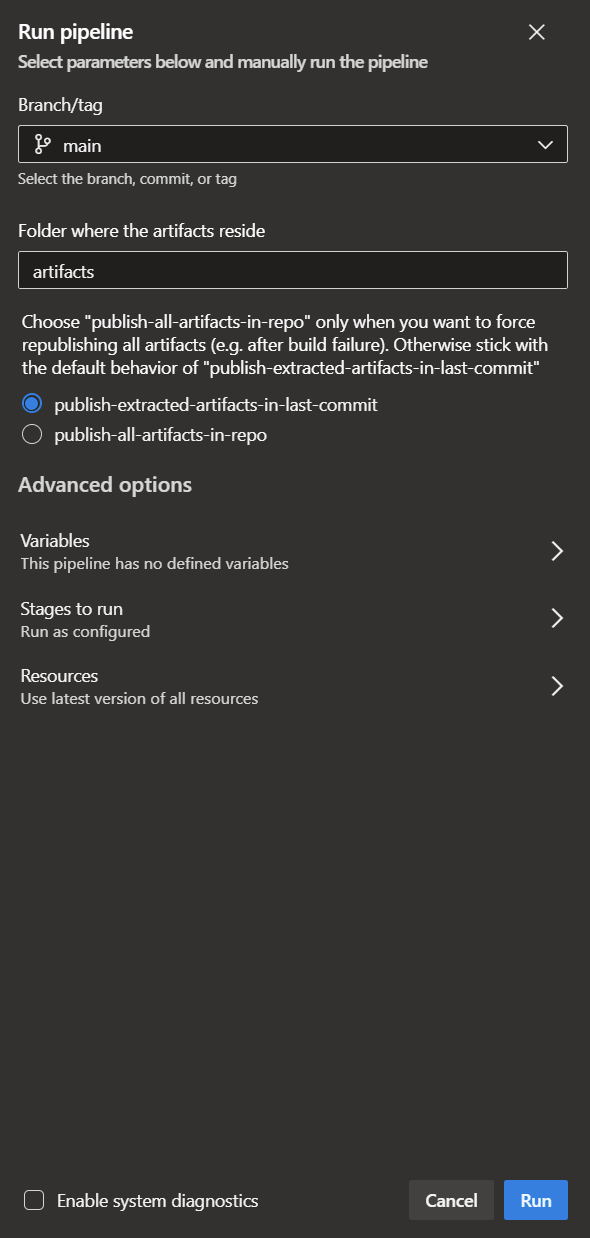 Run pipeline
Select parameters below and manually run the pipeline
Branch/tag
main
Select the branch, commit, or tag
Folder where the artifacts reside
artifacts
Choose "publish-all-artifacts-in-repo" only when you want to force
republishing all artifacts (e.g. after build failure). Otherwise stick with
the default behavior of "publish-extracted-artifacts-in-last-commit"
publish-extracted-artifacts-in-last-commit
publish-all-artifacts-in-repo
Advanced options
Variables
This pipeline has no defined variables
Stages to run
Run as configured
Resources
Use latest version of all resources
Enable system diagnostics
Cancel
Run